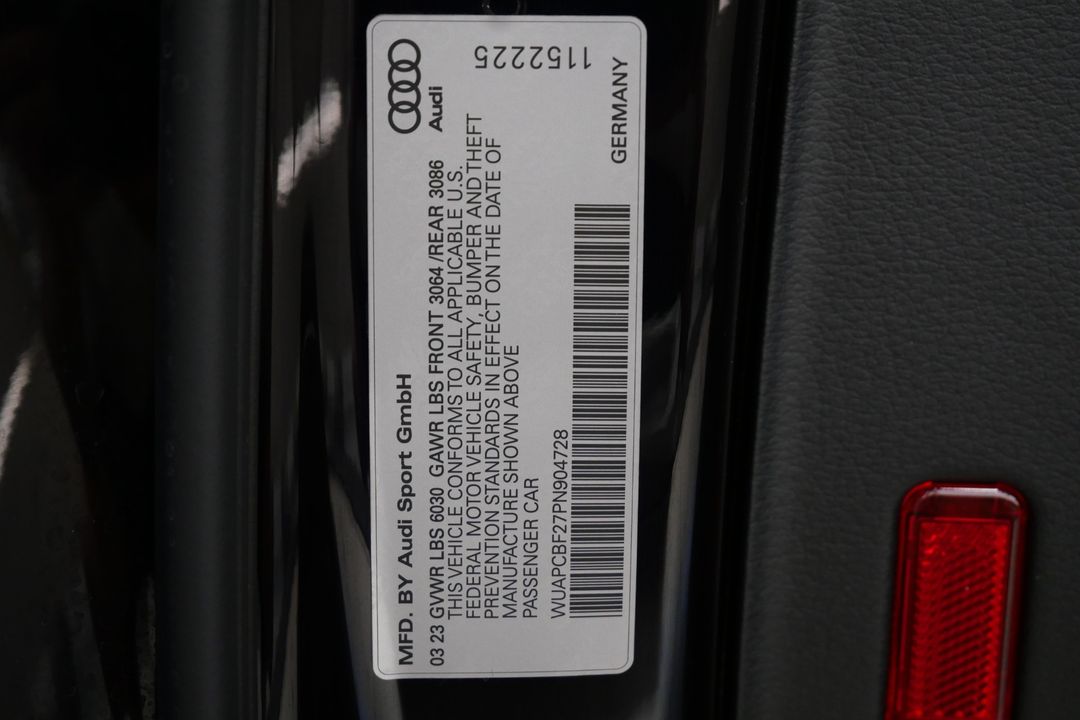 Audi
MFD. BY Audi Sport GmbH
03 23 GVWR LBS 6030 GAWR LBS FRONT 3064 /REAR 3086
THIS VEHICLE CONFORMS TO ALL APPLICABLE U.S.
FEDERAL MOTOR VEHICLE SAFETY, BUMPER AND THEFT
PREVENTION STANDARDS IN EFFECT ON THE DATE OF
MANUFACTURE SHOWN ABOVE
PASSENGER CAR
WUAPCBF27PN904728
GERMANY
1152225